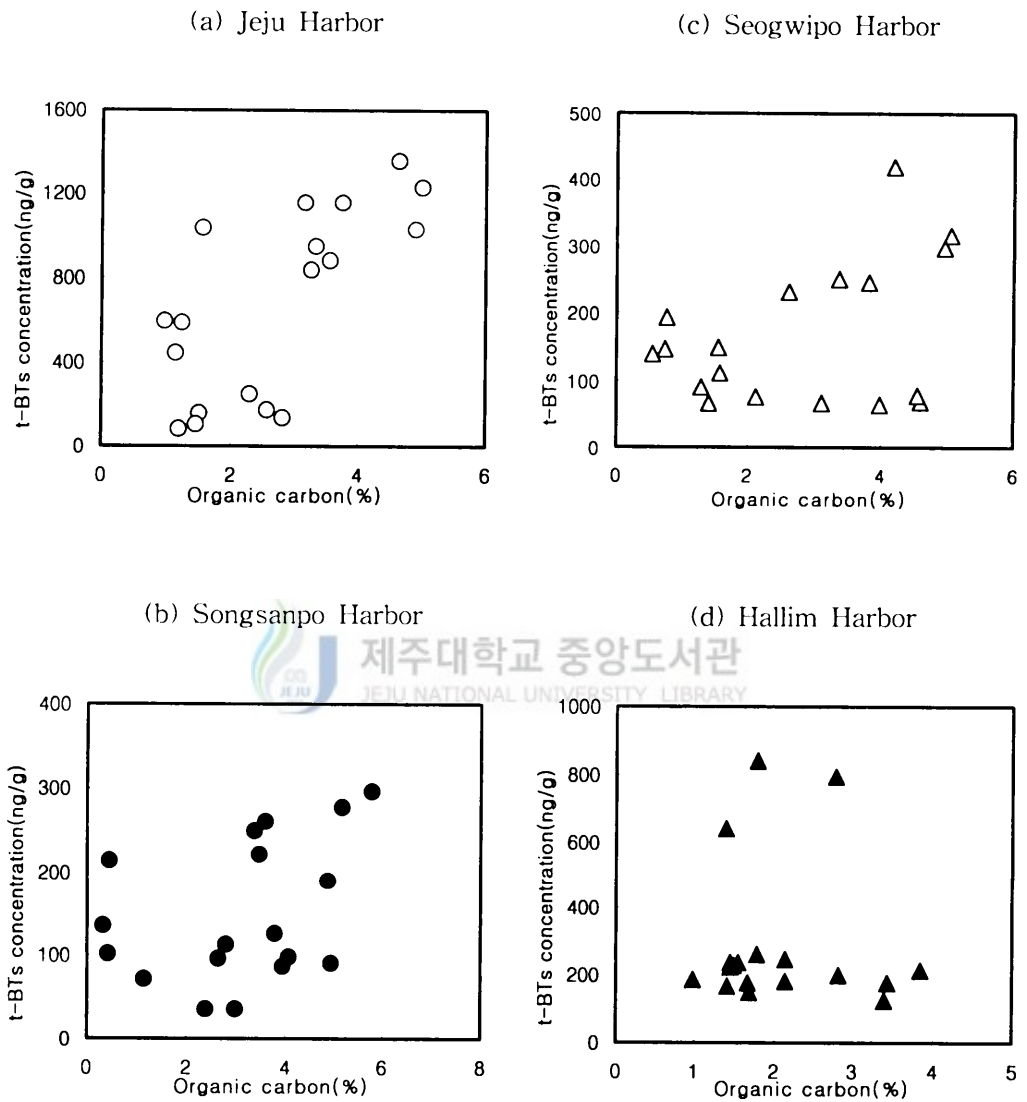 (a) Jeju Harbor
1600
1200
800
400
0
t-BTs concentration(ng/g)
0 2 4 6
Organic carbon(%)
(c) Seogwipo Harbor
500
400
300
200
100
0
t-BTs concentration(ng/g)
0 2 4 6
Organic carbon(%)
(b) Songsanpo Harbor
400
300
200
100
0
t-BTs concentration(ng/g)
0 2 4 6 8
Organic carbon(%)
(d) Hallim Harbor
1000
800
600
400
200
0
t-BTs concentration(ng/g)
0 1 2 3 4 5
Organic carbon(%)
JEJU
제주대학교 중앙도서관
JEJU NATIONAL UNIVERSITY LIBRARY